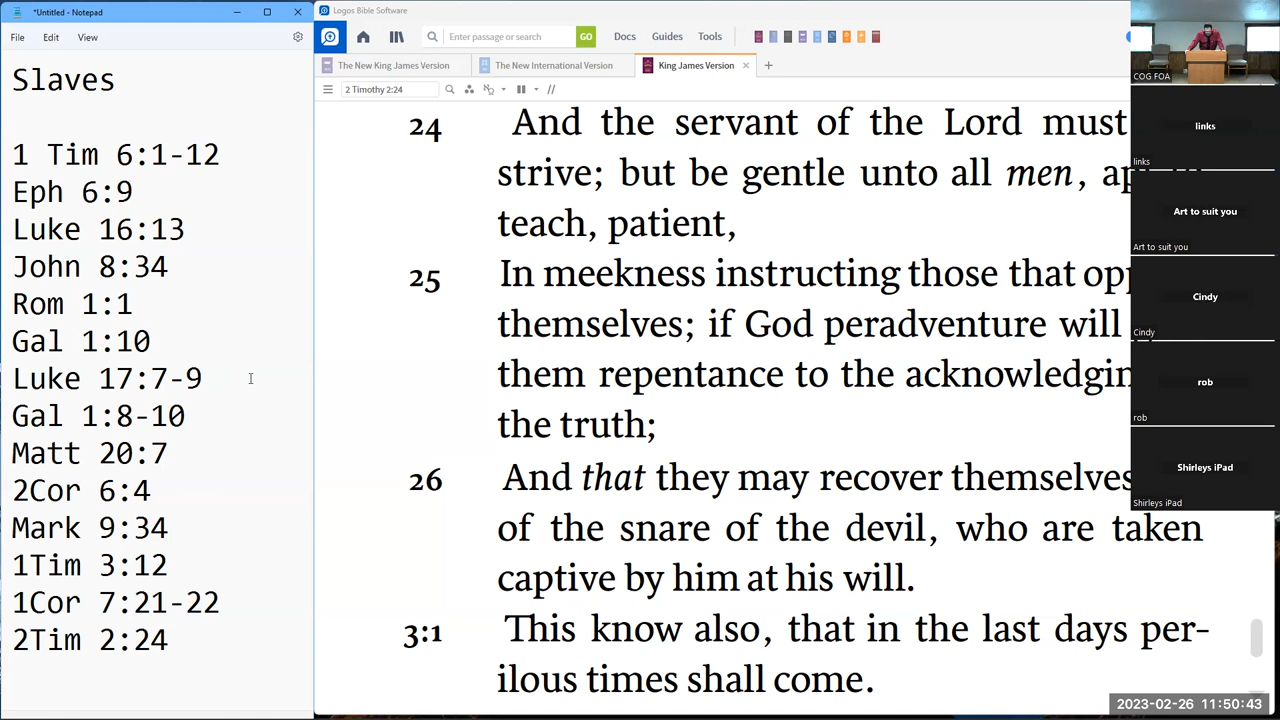 *Untitled - Notepad
File Edit View
Slaves
1 Tim 6:1-12
Eph 6:9
Luke 16:13
John 8:34
Rom 1:1
Gal 1:10
Luke 17:7-9
Gal 1:8-10
Matt 20:7
2Cor 6:4
Mark 9:34
1Tim 3:12
1Cor 7:21-22
2Tim 2:24
Logos Bible Software
Enter passage or search GO Docs Guides Tools
The New King James Version The New International Version King James Version
2 Timothy 2:24
24 And the servant of the Lord must
strive; but be gentle unto all men, ap
teach, patient,
25 In meekness instructing those that opp
themselves; if God peradventure will
them repentance to the acknowledgin
the truth;
26 And that they may recover themselves
of the snare of the devil, who are taken
captive by him at his will.
3:1 This know also, that in the last days per-
ilous times shall come.
COG FOA
links
links
Art to suit you
Art to suit you
Cindy
Cindy
rob
rob
Shirleys iPad
Shirleys iPad
2023-02-26 11:50:43